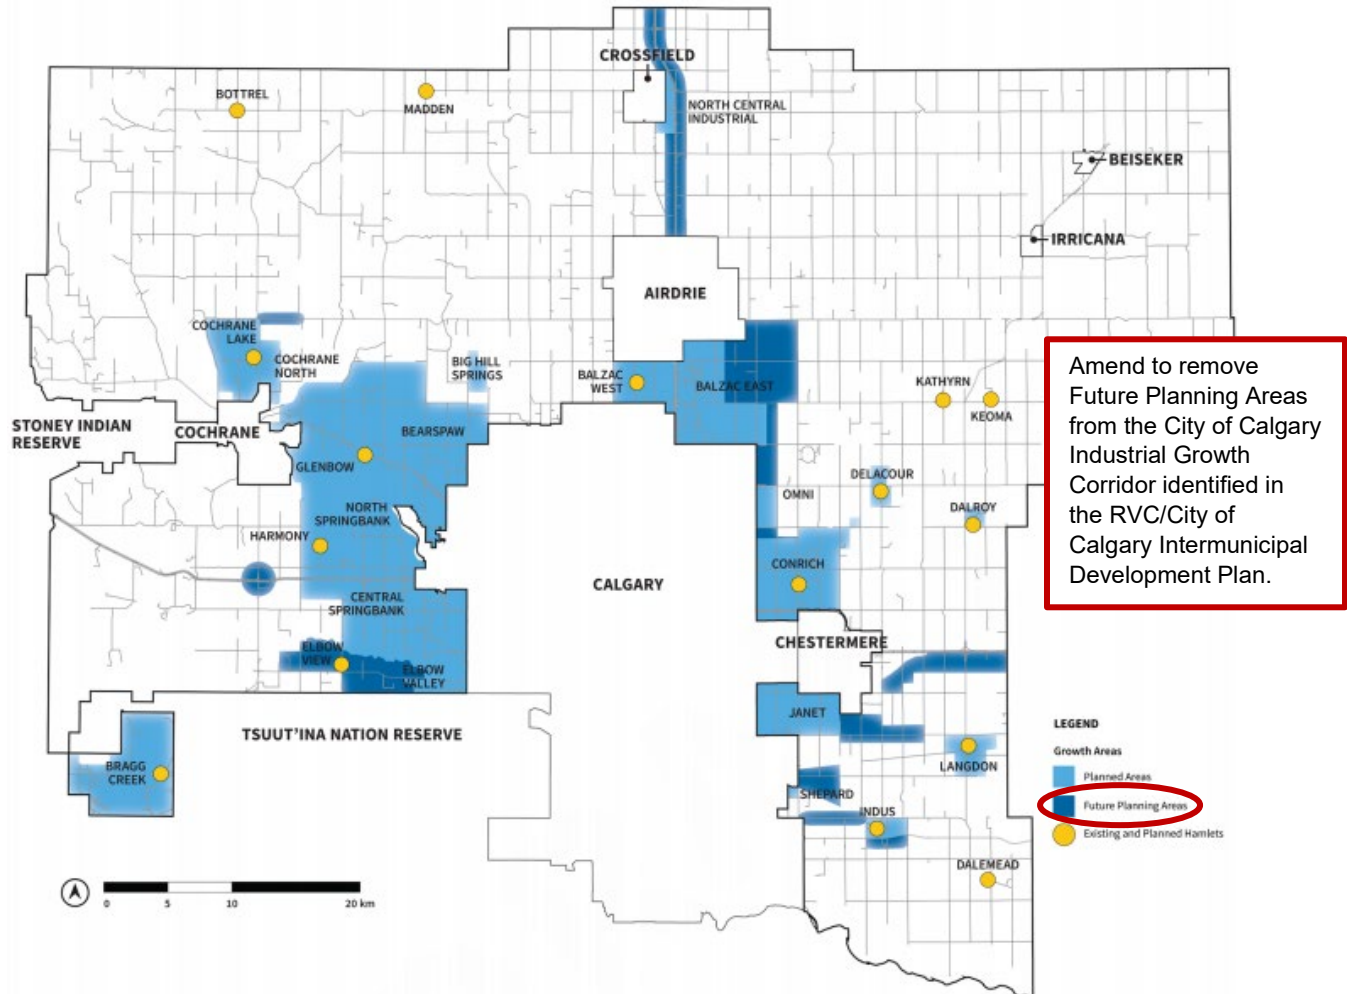 CROSSFIELD
BOTTREL
MADDEN
NORTH CENTRAL
INDUSTRIAL
BEISEKER
IRRICANA
AIRDRIE
COCHRANE
LAKE
COCHRANE
NORTH
BIG HILL
SPRINGS
BALZAC
WEST
BALZAC EAST
KATHYRN
KEOMA
Amend to remove
Future Planning Areas
from the City of Calgary
Industrial Growth
Corridor identified in
the RVC/City of
Calgary Intermunicipal
Development Plan.
STONEY INDIAN
RESERVE
COCHRANE
BEARSPAW
GLENBOW
DELACOUR
OMNI
NORTH
SPRINGBANK
DALROY
HARMONY
CONRICH
CALGARY
CENTRAL
SPRINGBANK
CHESTERMERE
ELBOW
VIEW
ELBOW
VALLEY
JANET
TSUUT'INA NATION RESERVE
LEGEND
Growth Areas
Planned Areas
Future Planning Areas
Existing and Planned Hamlets
BRAGG
CREEK
LANGDON
SHEPARD
INDUS
DALEMEAD
0 5 10 20 km